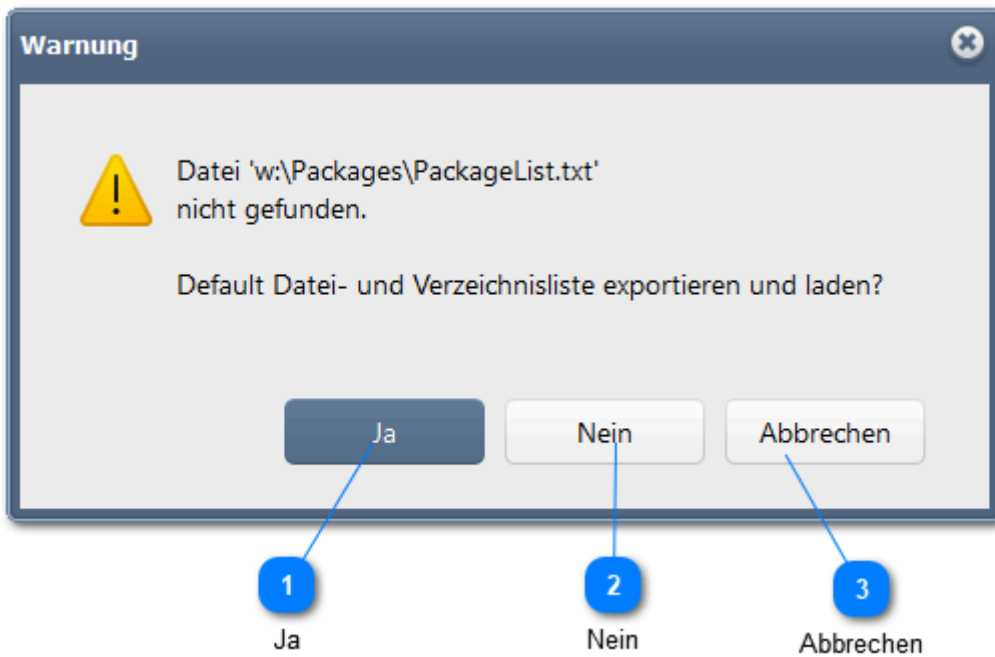 Warnung
Datei 'w:\Packages\PackageList.txt'
nicht gefunden.
Default Datei- und Verzeichnisliste exportieren und laden?
Ja Nein Abbrechen
1 2 3
Ja Nein Abbrechen